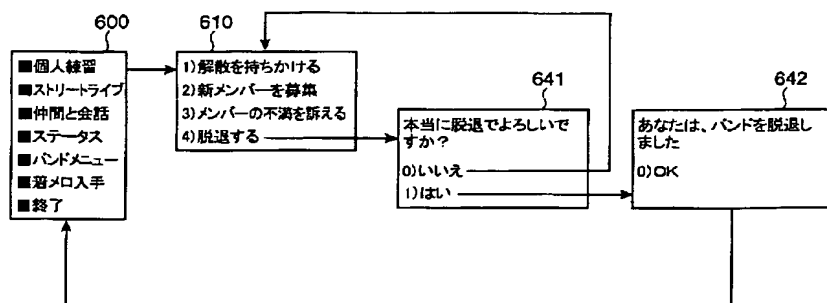 600
■個人練習
■ストリートライブ
■仲間と会話
■ステータス
■バンドメニュー
■着メロ入手
■終了
610
1)解散を持ちかける
2)新メンバーを募集
3)メンバーの不満を訴える
4)脱退する
641
本当に脱退でよろしいで
すか？
0)いいえ
1)はい
642
あなたは、バンドを脱退し
ました
0)OK